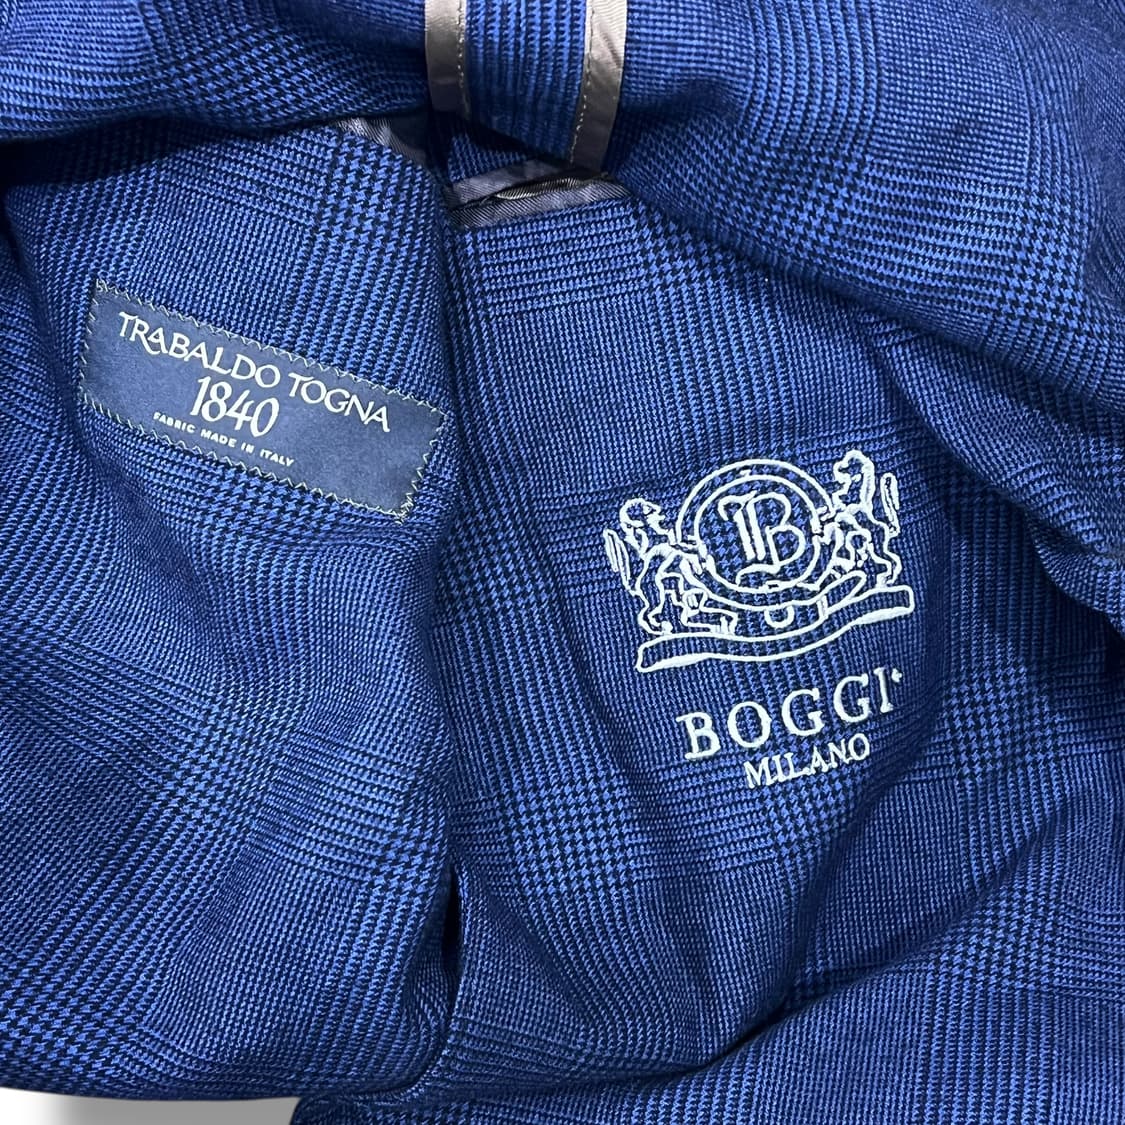 TRABALDO TOGNA
1840
FABRIC MADE IN ITALY
B
BOGGI
MILANO